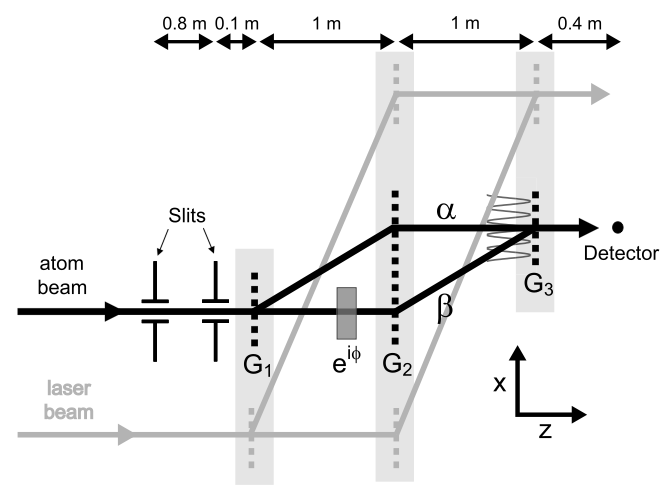 0.8 m 0.1 m 1 m 1 m 0.4 m
Slits
α
Detector
atom
beam
G3
β
G1
e^iϕ
G2
x
laser
beam
z